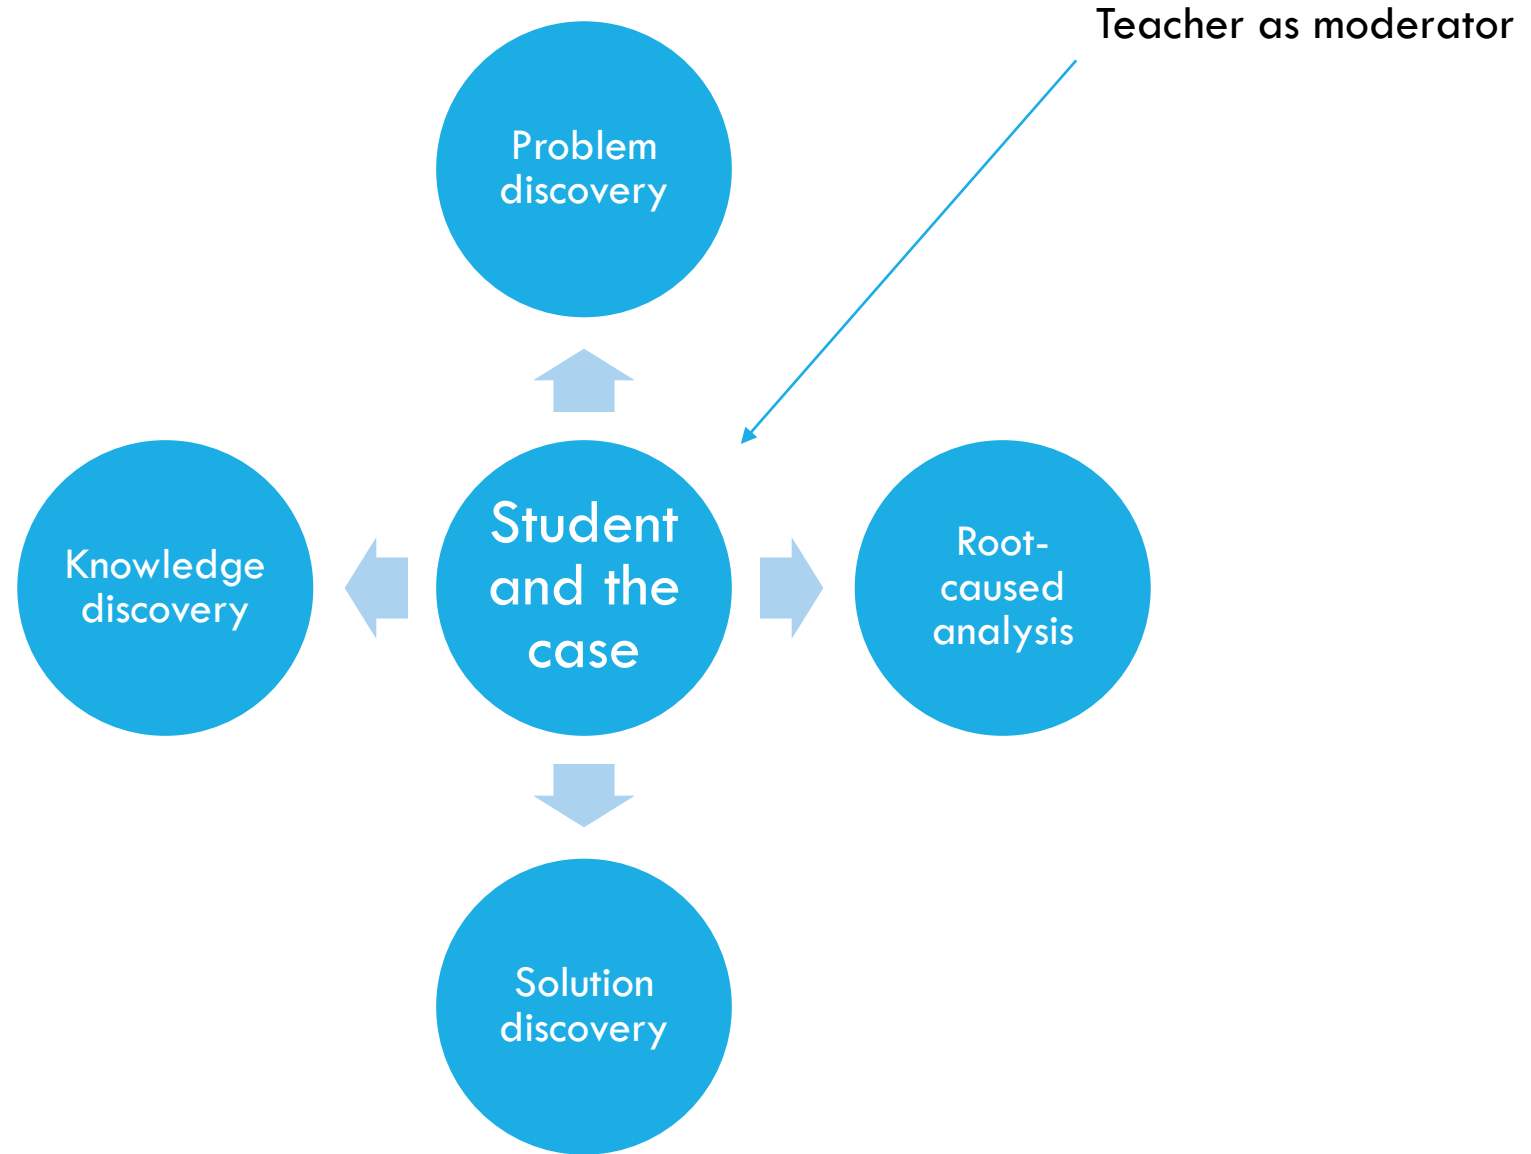 Teacher as moderator
Problem
discovery
Knowledge
discovery
Student
and the
case
Root-
caused
analysis
Solution
discovery